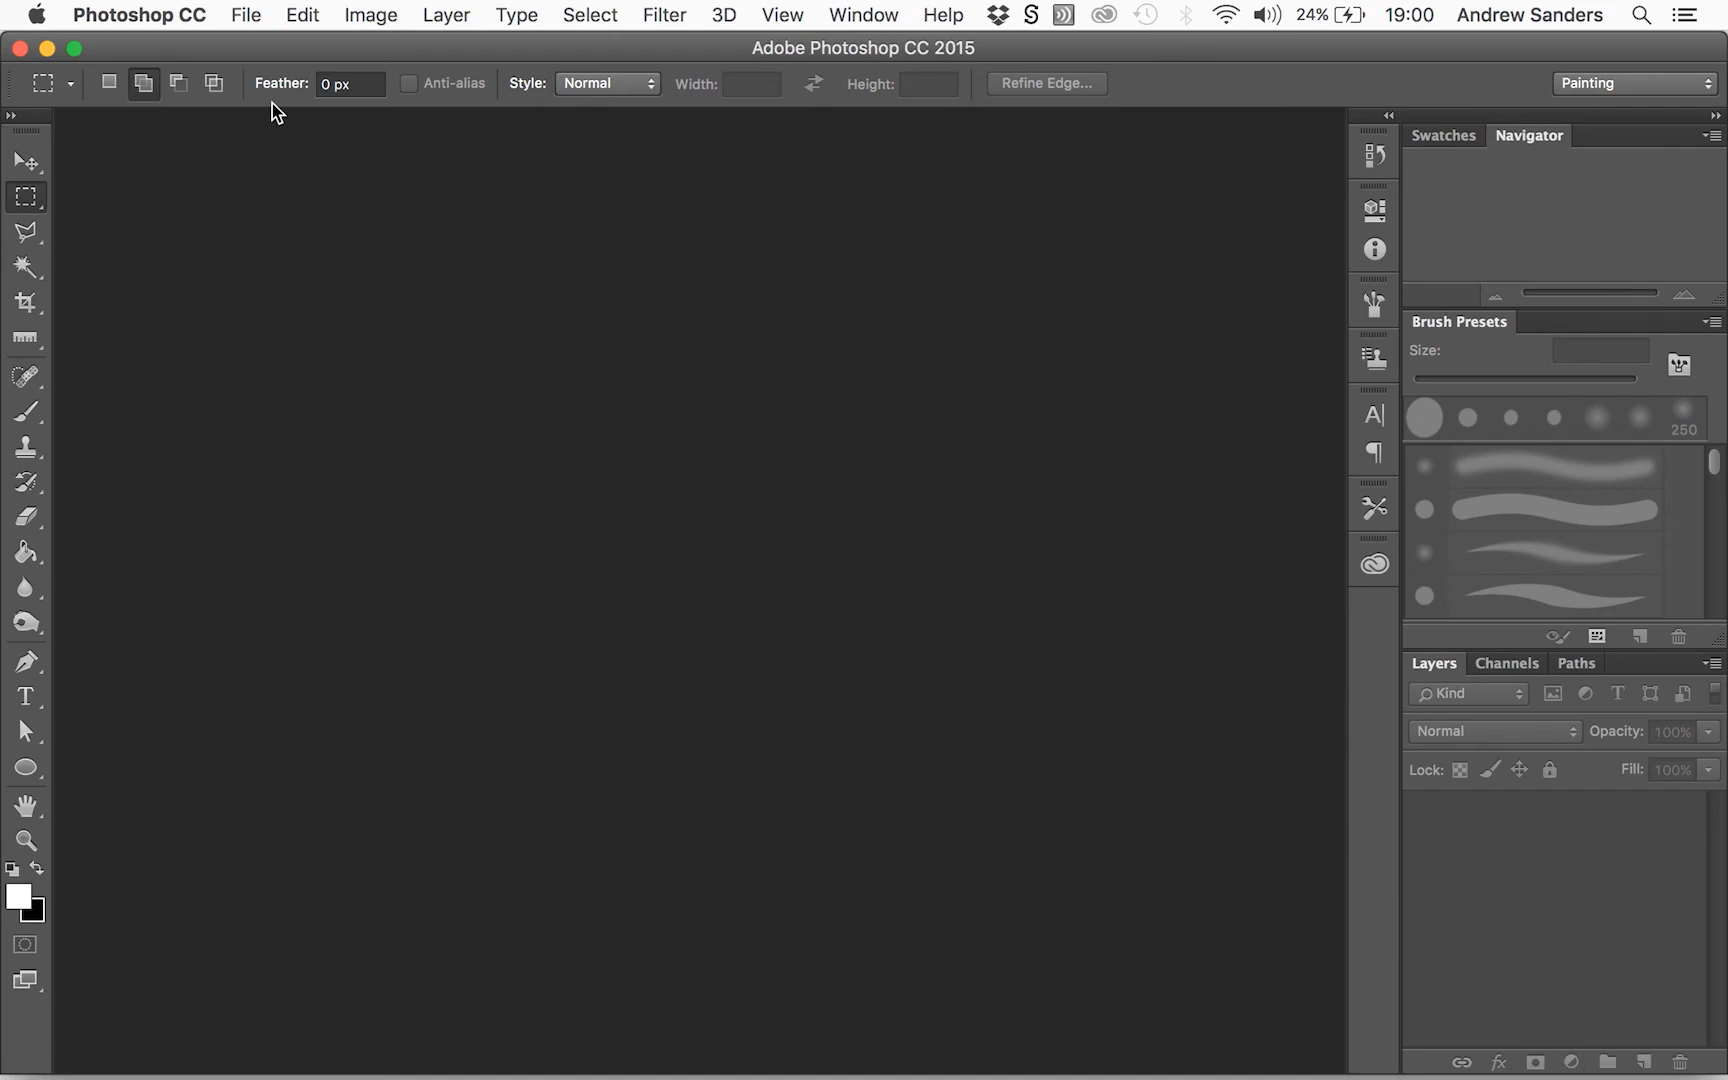 Photoshop CC File Edit Image Layer Type Select Filter 3D View Window Help 24% 19:00 Andrew Sanders
Adobe Photoshop CC 2015
Feather: 0 px Anti-alias Style: Normal Width: Height: Refine Edge... Painting
Swatches Navigator
Brush Presets
Size:
250
Layers Channels Paths
Kind
Normal Opacity: 100%
Lock: Fill: 100%